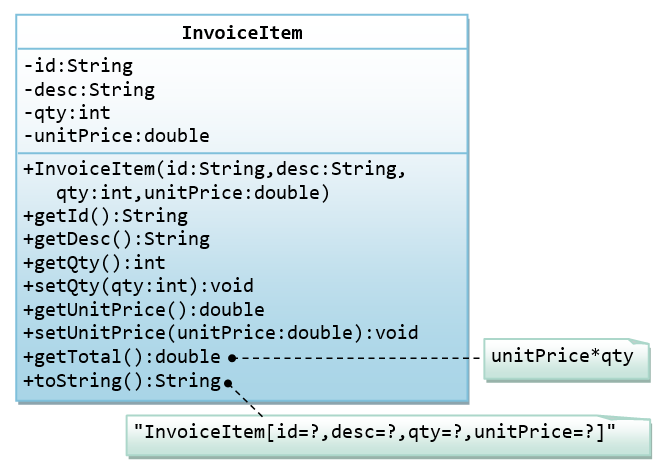 InvoiceItem
-id:String
-desc:String
-qty:int
-unitPrice:double
+InvoiceItem(id:String,desc:String,
qty:int,unitPrice:double)
+getId():String
+getDesc():String
+getQty():int
+setQty(qty:int):void
+getUnitPrice():double
+setUnitPrice(unitPrice:double):void
+getTotal():double
unitPrice*qty
+toString():String
"InvoiceItem[id=?,desc=?,qty=?,unitPrice=?]"